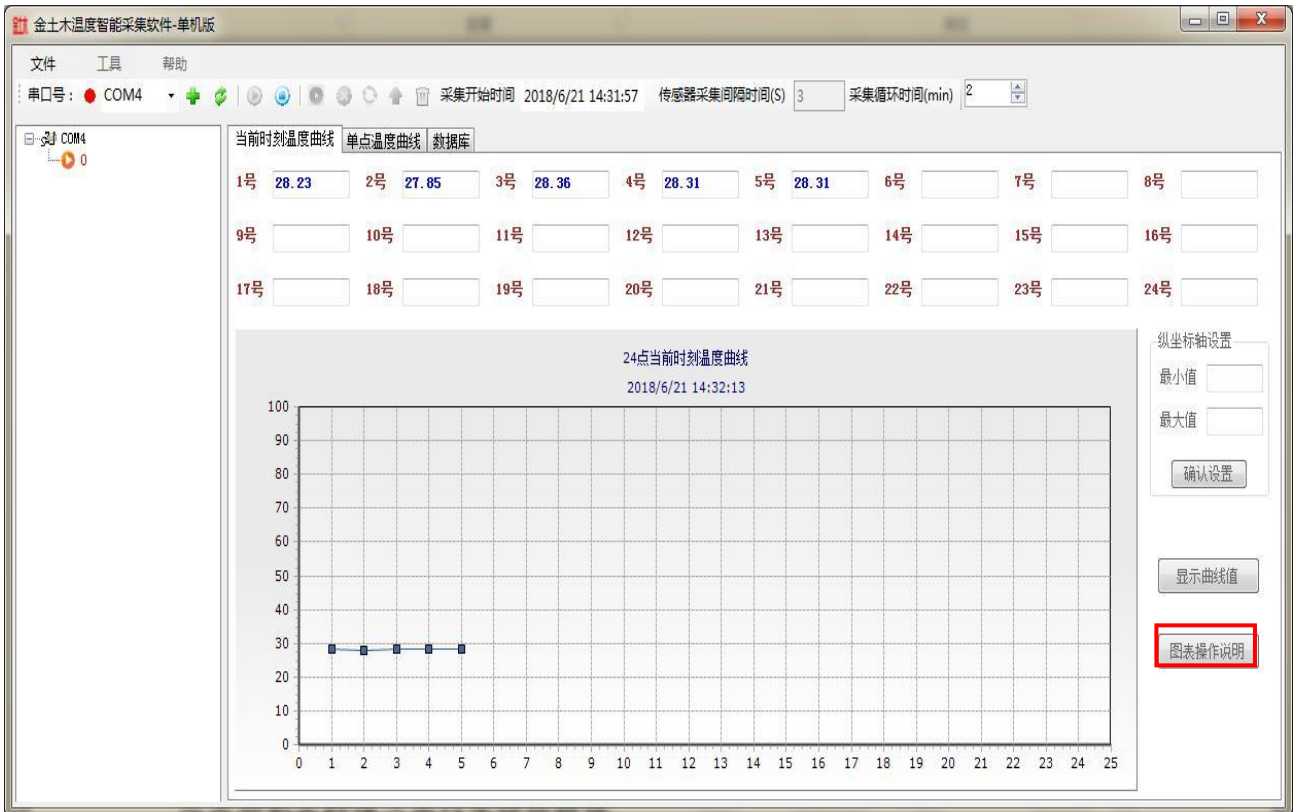 金土木温度智能采集软件-单机版
文件 工具 帮助
串口号: COM4 采集开始时间 2018/6/21 14:31:57 传感器采集间隔时间(S) 3 采集循环时间(min) 2
COM4
0
当前时刻温度曲线 单点温度曲线 数据库
1号 28.23 2号 27.85 3号 28.36 4号 28.31 5号 28.31 6号 7号 8号
9号 10号 11号 12号 13号 14号 15号 16号
17号 18号 19号 20号 21号 22号 23号 24号
24点当前时刻温度曲线
2018/6/21 14:32:13
100
90
80
70
60
50
40
30
20
10
0
0 1 2 3 4 5 6 7 8 9 10 11 12 13 14 15 16 17 18 19 20 21 22 23 24 25
纵坐标轴设置
最小值
最大值
确认设置
显示曲线值
图表操作说明